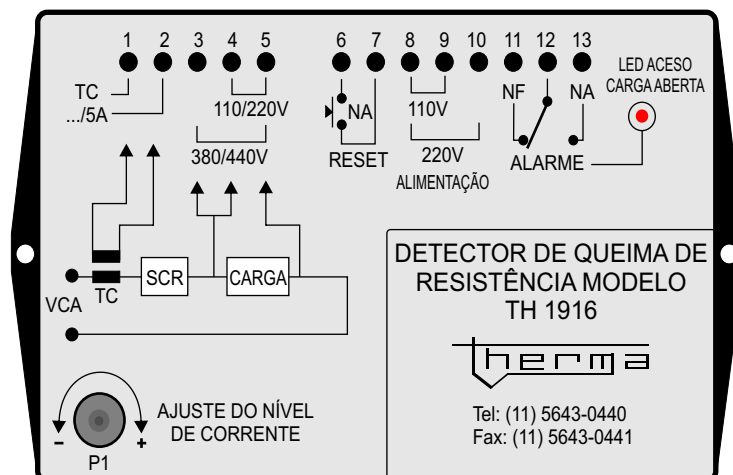 1 2 3 4 5 6 7 8 9 10 11 12 13
TC
.../5A
110/220V
380/440V
NA
RESET
110V
220V
ALIMENTAÇÃO
NF
NA
ALARME
LED ACESO
CARGA ABERTA
VCA
TC
SCR
CARGA
DETECTOR DE QUEIMA DE
RESISTÊNCIA MODELO
TH 1916
therma
Tel: (11) 5643-0440
Fax: (11) 5643-0441
AJUSTE DO NÍVEL
DE CORRENTE
- +
P1